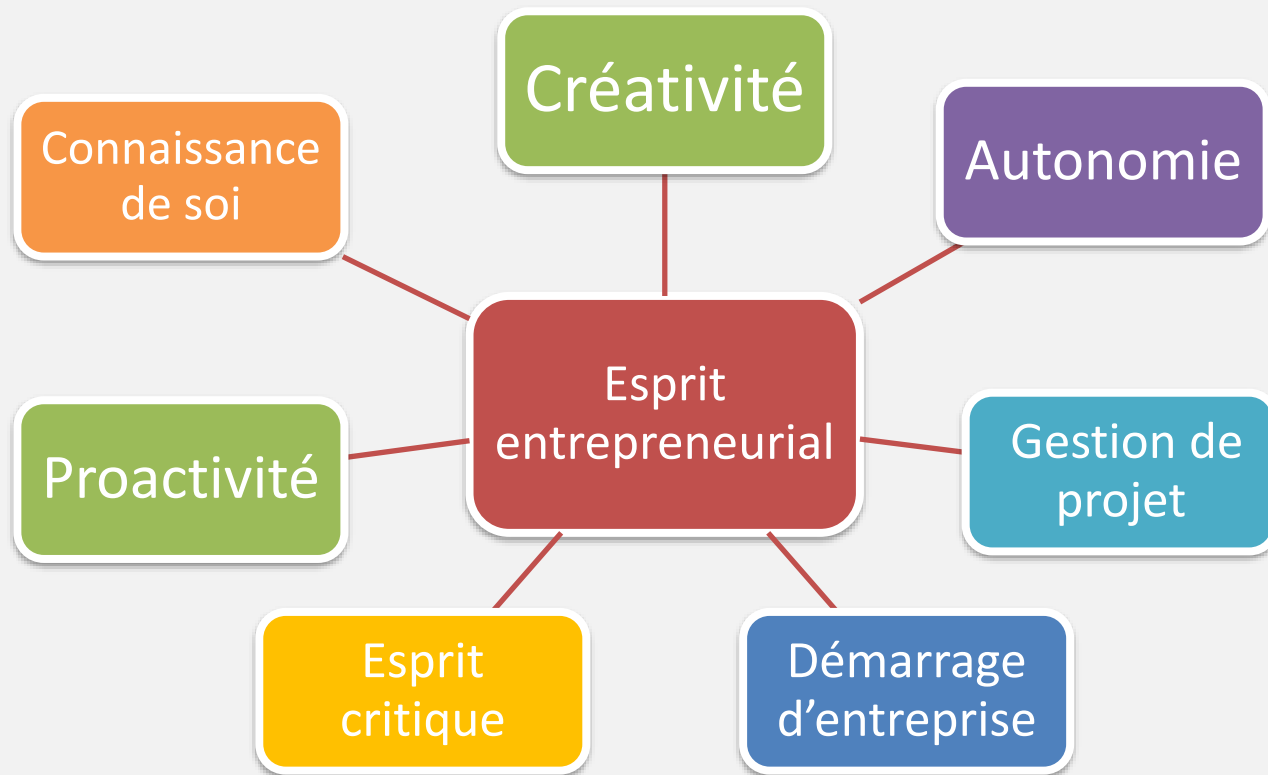 Créativité
Connaissance
de soi
Autonomie
Esprit
entrepreneurial
Proactivité
Gestion de
projet
Esprit
critique
Démarrage
d’entreprise